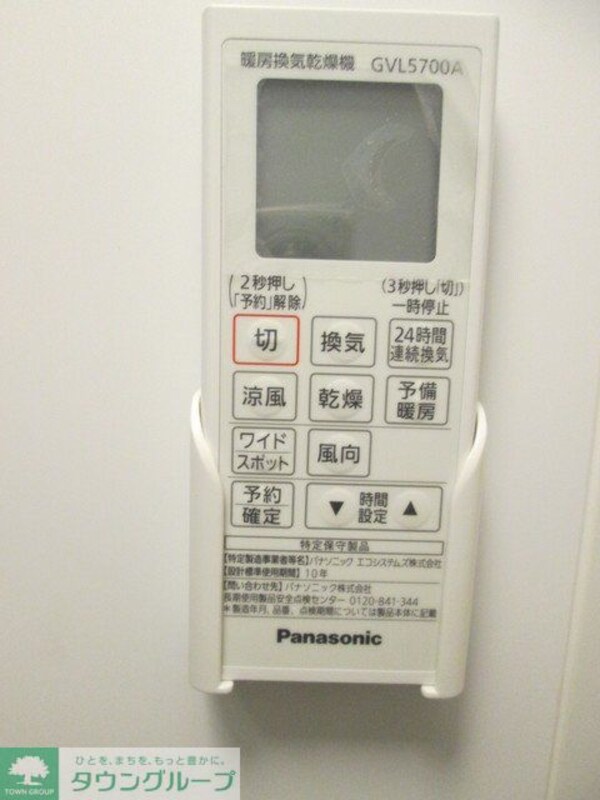 暖房換気乾燥機 GVL5700A
(2秒押し「予約」解除)
(3秒押し「切」)一時停止
切
換気
24時間連続換気
涼風
乾燥
予備暖房
ワイド
スポット
風向
予約確定
▼ 時間設定 ▲
特定保守製品
【特定製造事業者等名】パナソニック エコシステムズ株式会社
【設計標準使用期間】10年
【問い合わせ先】パナソニック株式会社
長期使用製品安全点検センター 0120-841-344
*製造年月、品番、点検期間については製品本体に記載
Panasonic
TOWN GROUP
ひとを、まちを、もっと豊かに。
タウングループ